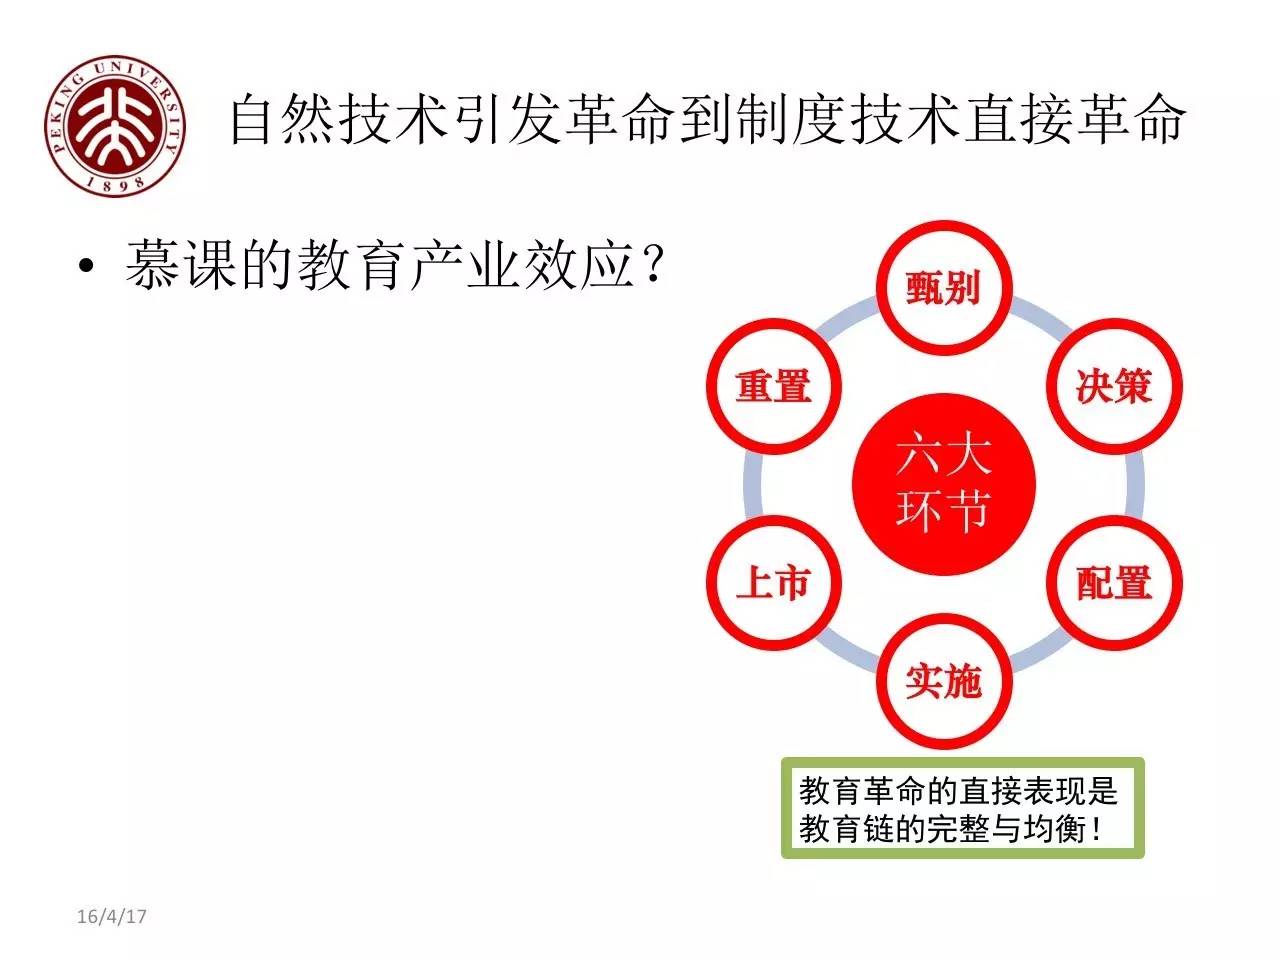 PEKING UNIVERSITY
1898
自然技术引发革命到制度技术直接革命
• 慕课的教育产业效应？
甄别
重置
决策
六大
环节
上市
配置
实施
教育革命的直接表现是
教育链的完整与均衡！
16/4/17